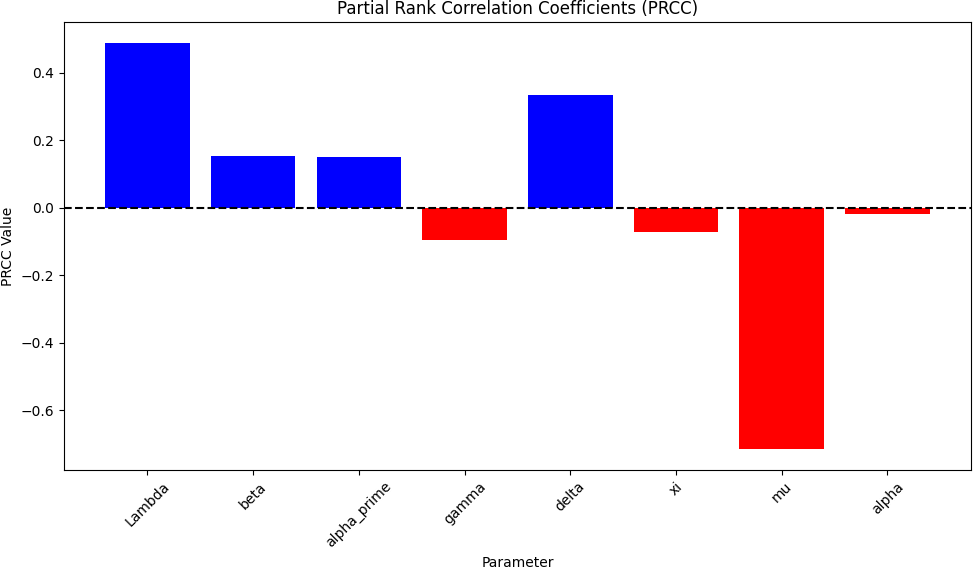 Partial Rank Correlation Coefficients (PRCC)
PRCC Value
0.4
0.2
0.0
−0.2
−0.4
−0.6
Lambda
beta
alpha_prime
gamma
delta
xi
mu
alpha
Parameter